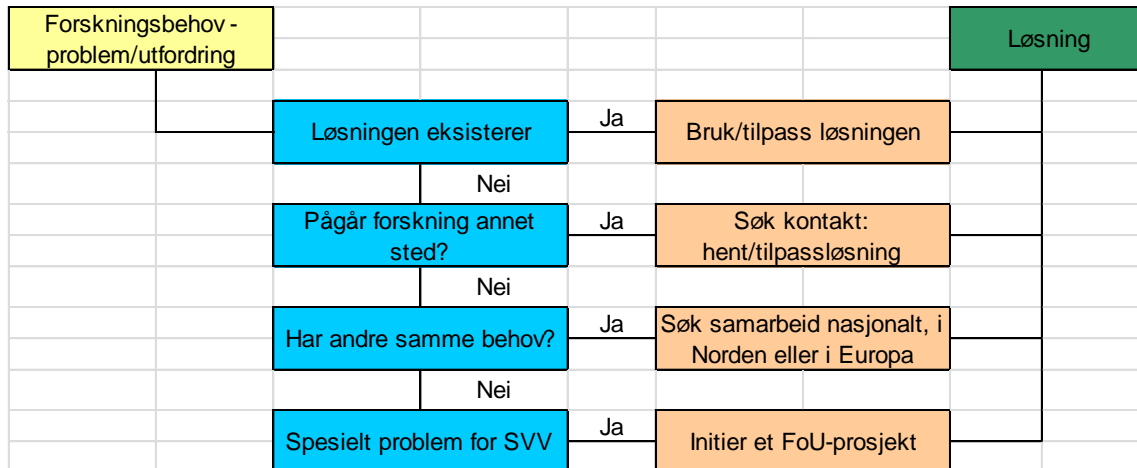 Forskningsbehov -
problem/utfordring
Løsning
Løsningen eksisterer
Ja
Bruk/tilpass løsningen
Nei
Pågår forskning annet
sted?
Ja
Søk kontakt:
hent/tilpassløsning
Nei
Har andre samme behov?
Ja
Søk samarbeid nasjonalt, i
Norden eller i Europa
Nei
Spesielt problem for SVV
Ja
Initier et FoU-prosjekt